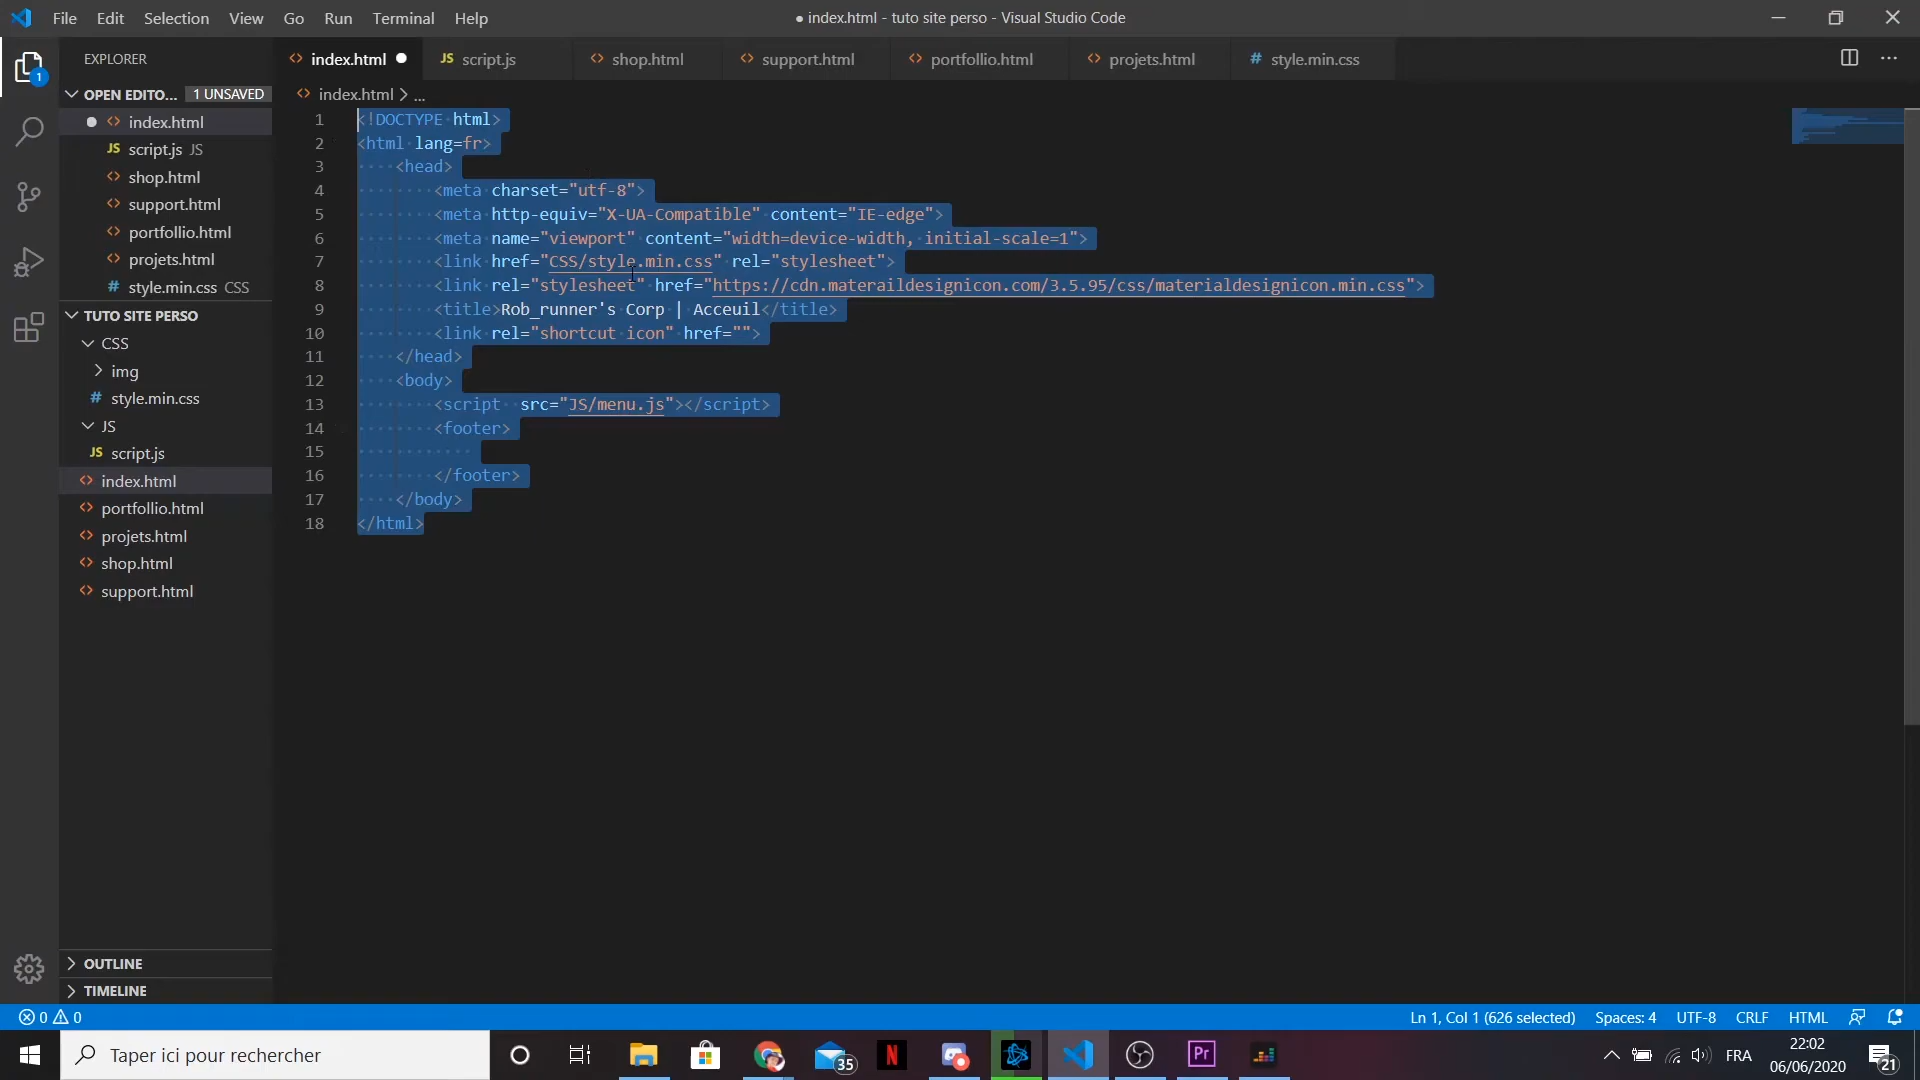 File Edit Selection View Go Run Terminal Help
● index.html - tuto site perso - Visual Studio Code
EXPLORER
index.html
script.js
shop.html
support.html
portfollio.html
projets.html
style.min.css
OPEN EDITO... 1 UNSAVED
index.html
script.js JS
shop.html
support.html
portfollio.html
projets.html
style.min.css CSS
TUTO SITE PERSO
CSS
img
style.min.css
JS
script.js
index.html
portfollio.html
projets.html
shop.html
support.html
OUTLINE
TIMELINE
index.html > ...
1 <!DOCTYPE html>
2 <html lang=fr>
3 <head>
4 <meta charset="utf-8">
5 <meta http-equiv="X-UA-Compatible" content="IE-edge">
6 <meta name="viewport" content="width=device-width, initial-scale=1">
7 <link href="CSS/style.min.css" rel="stylesheet">
8 <link rel="stylesheet" href="https://cdn.materaildesignicon.com/3.5.95/css/materialdesignicon.min.css">
9 <title>Rob_runner's Corp | Acceuil</title>
10 <link rel="shortcut icon" href="">
11 </head>
12 <body>
13 <script src="JS/menu.js"></script>
14 <footer>
15
16 </footer>
17 </body>
18 </html>
1
0 0
Ln 1, Col 1 (626 selected) Spaces: 4 UTF-8 CRLF HTML
Taper ici pour rechercher
35
N
Pr
FRA
22:02
06/06/2020
21